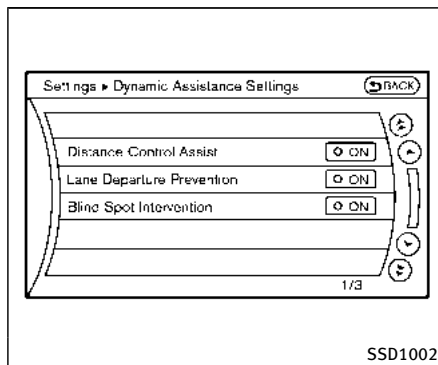 Settings ▸ Dynamic Assistance Settings BACK
Distance Control Assist ON
Lane Departure Prevention ON
Blind Spot Intervention ON
1/3
SSD1002